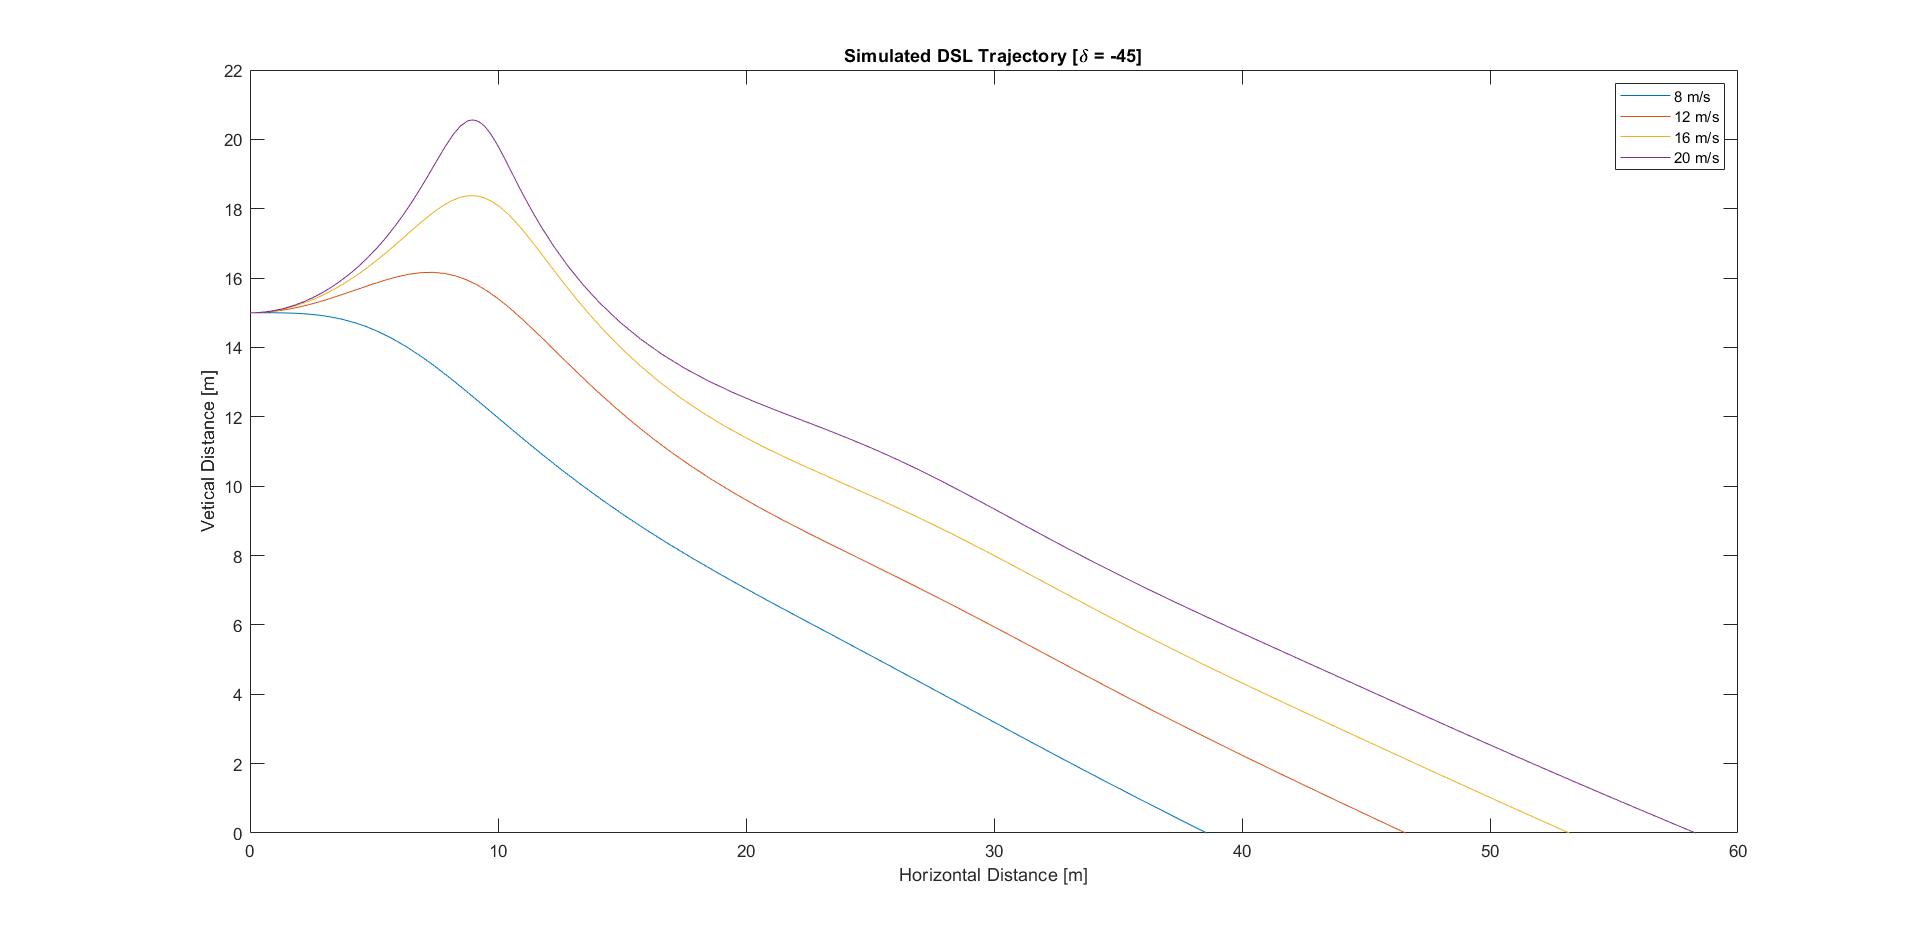 Simulated DSL Trajectory [δ = -45]
22
20
18
16
14
12
10
8
6
4
2
0
Vetical Distance [m]
8 m/s
12 m/s
16 m/s
20 m/s
0 10 20 30 40 50 60
Horizontal Distance [m]